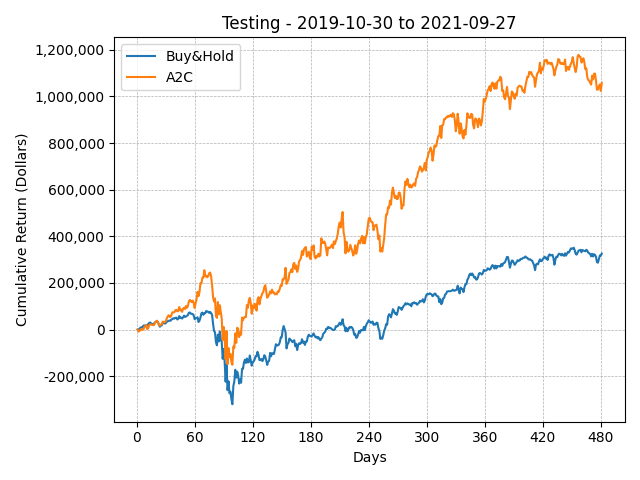 Testing - 2019-10-30 to 2021-09-27
Buy&Hold
A2C
1,200,000
1,000,000
800,000
600,000
400,000
200,000
0
-200,000
Cumulative Return (Dollars)
0 60 120 180 240 300 360 420 480
Days